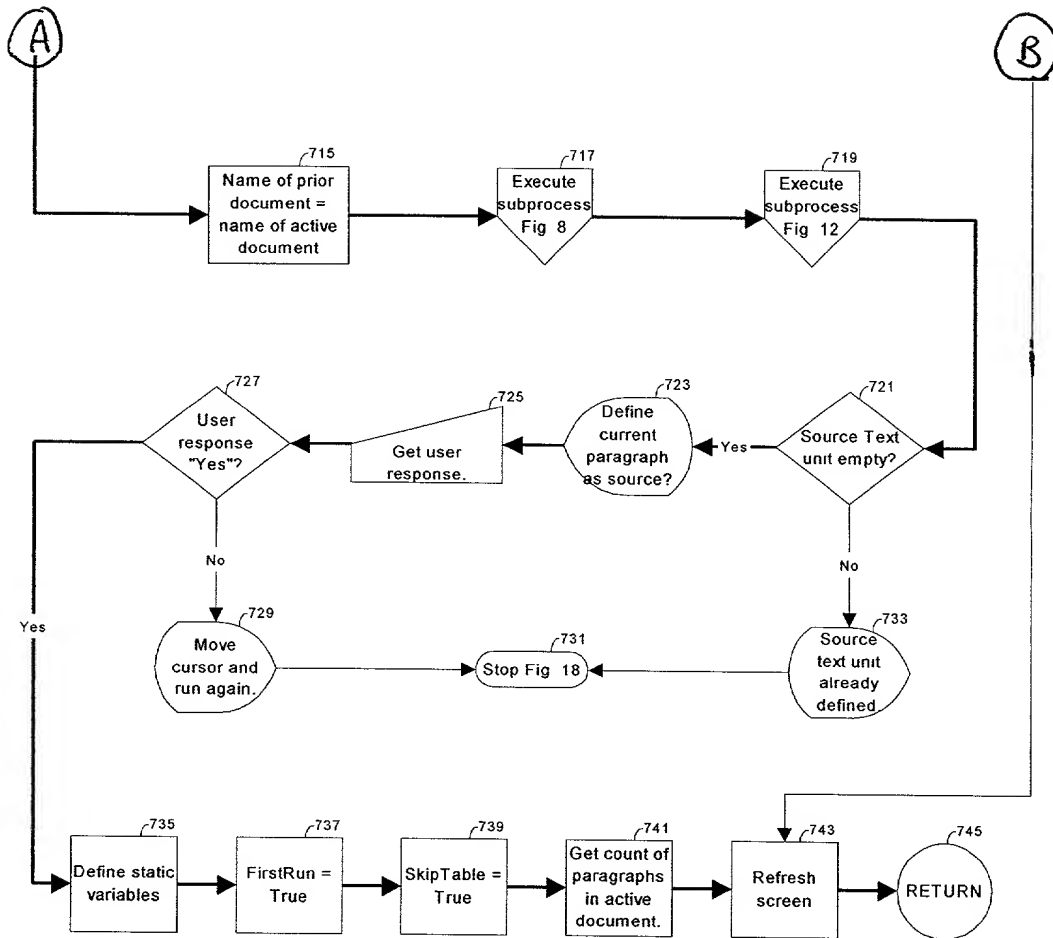 A
B
715
Name of prior
document =
name of active
document
717
Execute
subprocess
Fig 8
719
Execute
subprocess
Fig 12
727
User
response
"Yes"?
725
Get user
response.
723
Define
current
paragraph
as source?
Yes
721
Source Text
unit empty?
No
No
Yes
729
Move
cursor and
run again.
731
Stop Fig 18
733
Source
text unit
already
defined.
735
Define static
variables
737
FirstRun =
True
739
SkipTable =
True
741
Get count of
paragraphs
in active
document.
743
Refresh
screen
745
RETURN